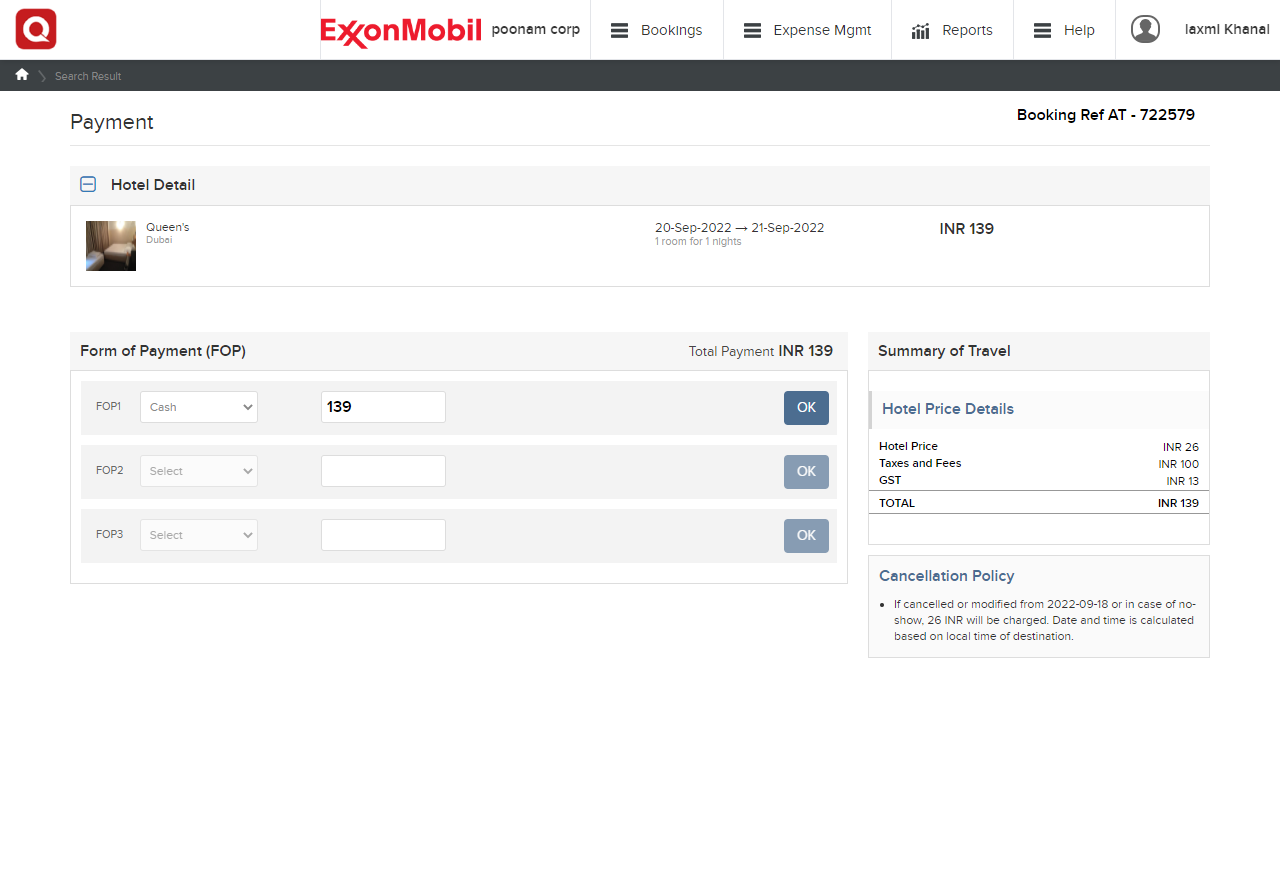 Q ExxonMobil poonam corp Bookings Expense Mgmt Reports Help laxml Khanal
Search Result
Payment Booking Ref AT - 722579
Hotel Detail
Queen's 20-Sep-2022 → 21-Sep-2022 INR 139
Dubai 1 room for 1 nights
Form of Payment (FOP) Total Payment INR 139
FOP1 Cash 139 OK
FOP2 Select OK
FOP3 Select OK
Summary of Travel
Hotel Price Details
Hotel Price INR 26
Taxes and Fees INR 100
GST INR 13
TOTAL INR 139
Cancellation Policy
• If cancelled or modified from 2022-09-18 or in case of no-
show, 26 INR will be charged. Date and time is calculated
based on local time of destination.